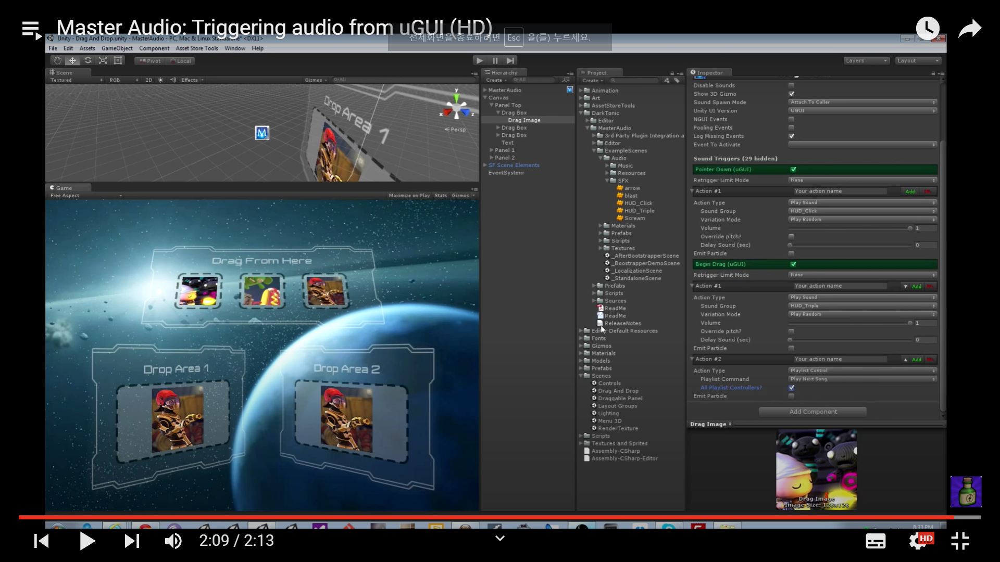 Master Audio: Triggering audio from uGUI (HD)
전체화면을 종료하려면 Esc 을(를) 누르세요.
Unity - Drag And Drop.unity - MasterAudio - PC, Mac & Linux Standalone* <DX11>
File Edit Assets GameObject Component Asset Store Tools Window Help
Pivot Local
Layers Layout
Scene
Textured RGB 2D Effects Gizmos All
Drop Area 1
y
x z
Persp
Game
Free Aspect Maximize on Play Stats Gizmos
Drag From Here
Drop Area 1
Drop Area 2
Hierarchy
Create All
MasterAudio
Canvas
Panel Top
Drag Box
Drag Image
Drag Box
Drag Box
Text
Panel 1
Panel 2
SF Scene Elements
EventSystem
Project
Create
Animation
Art
AssetStoreTools
DarkTonic
Editor
MasterAudio
3rd Party Plugin Integration a
Editor
ExampleScenes
Audio
Music
Resources
SFX
arrow
blast
HUD_Click
HUD_Triple
Scream
Materials
Prefabs
Scripts
Textures
_AfterBootstrapperScene
_BoostrapperDemoScene
_LocalizationScene
_StandaloneScene
Prefabs
Scripts
Sources
ReadMe
ReadMe
ReleaseNotes
Default Resources
Fonts
Gizmos
Materials
Models
Prefabs
Scenes
Controls
Drag And Drop
Draggable Panel
Layout Groups
Lighting
Menu 3D
RenderTexture
Scripts
Textures and Sprites
Assembly-CSharp
Assembly-CSharp-Editor
Inspector
Disable Sounds
Show 3D Gizmo
Sound Spawn Mode Attach To Caller
Unity UI Version UGUI
NGUI Events
Pooling Events
Log Missing Events
Event To Activate
Sound Triggers (29 hidden)
Pointer Down (uGUI)
Retrigger Limit Mode None
Action #1 Your action name Add
Action Type Play Sound
Sound Group HUD_Click
Variation Mode Play Random
Volume 1
Override pitch?
Delay Sound (sec) 0
Emit Particle
Begin Drag (uGUI)
Retrigger Limit Mode None
Action #1 Your action name Add
Action Type Play Sound
Sound Group HUD_Triple
Variation Mode Play Random
Volume 1
Override pitch?
Delay Sound (sec) 0
Emit Particle
Action #2 Your action name Add
Action Type Playlist Control
Playlist Command Play Next Song
All Playlist Controllers?
Emit Particle
Add Component
Drag Image
Drag Image
Image Size: 128x128
8:33 PM
2:09 / 2:13
HD